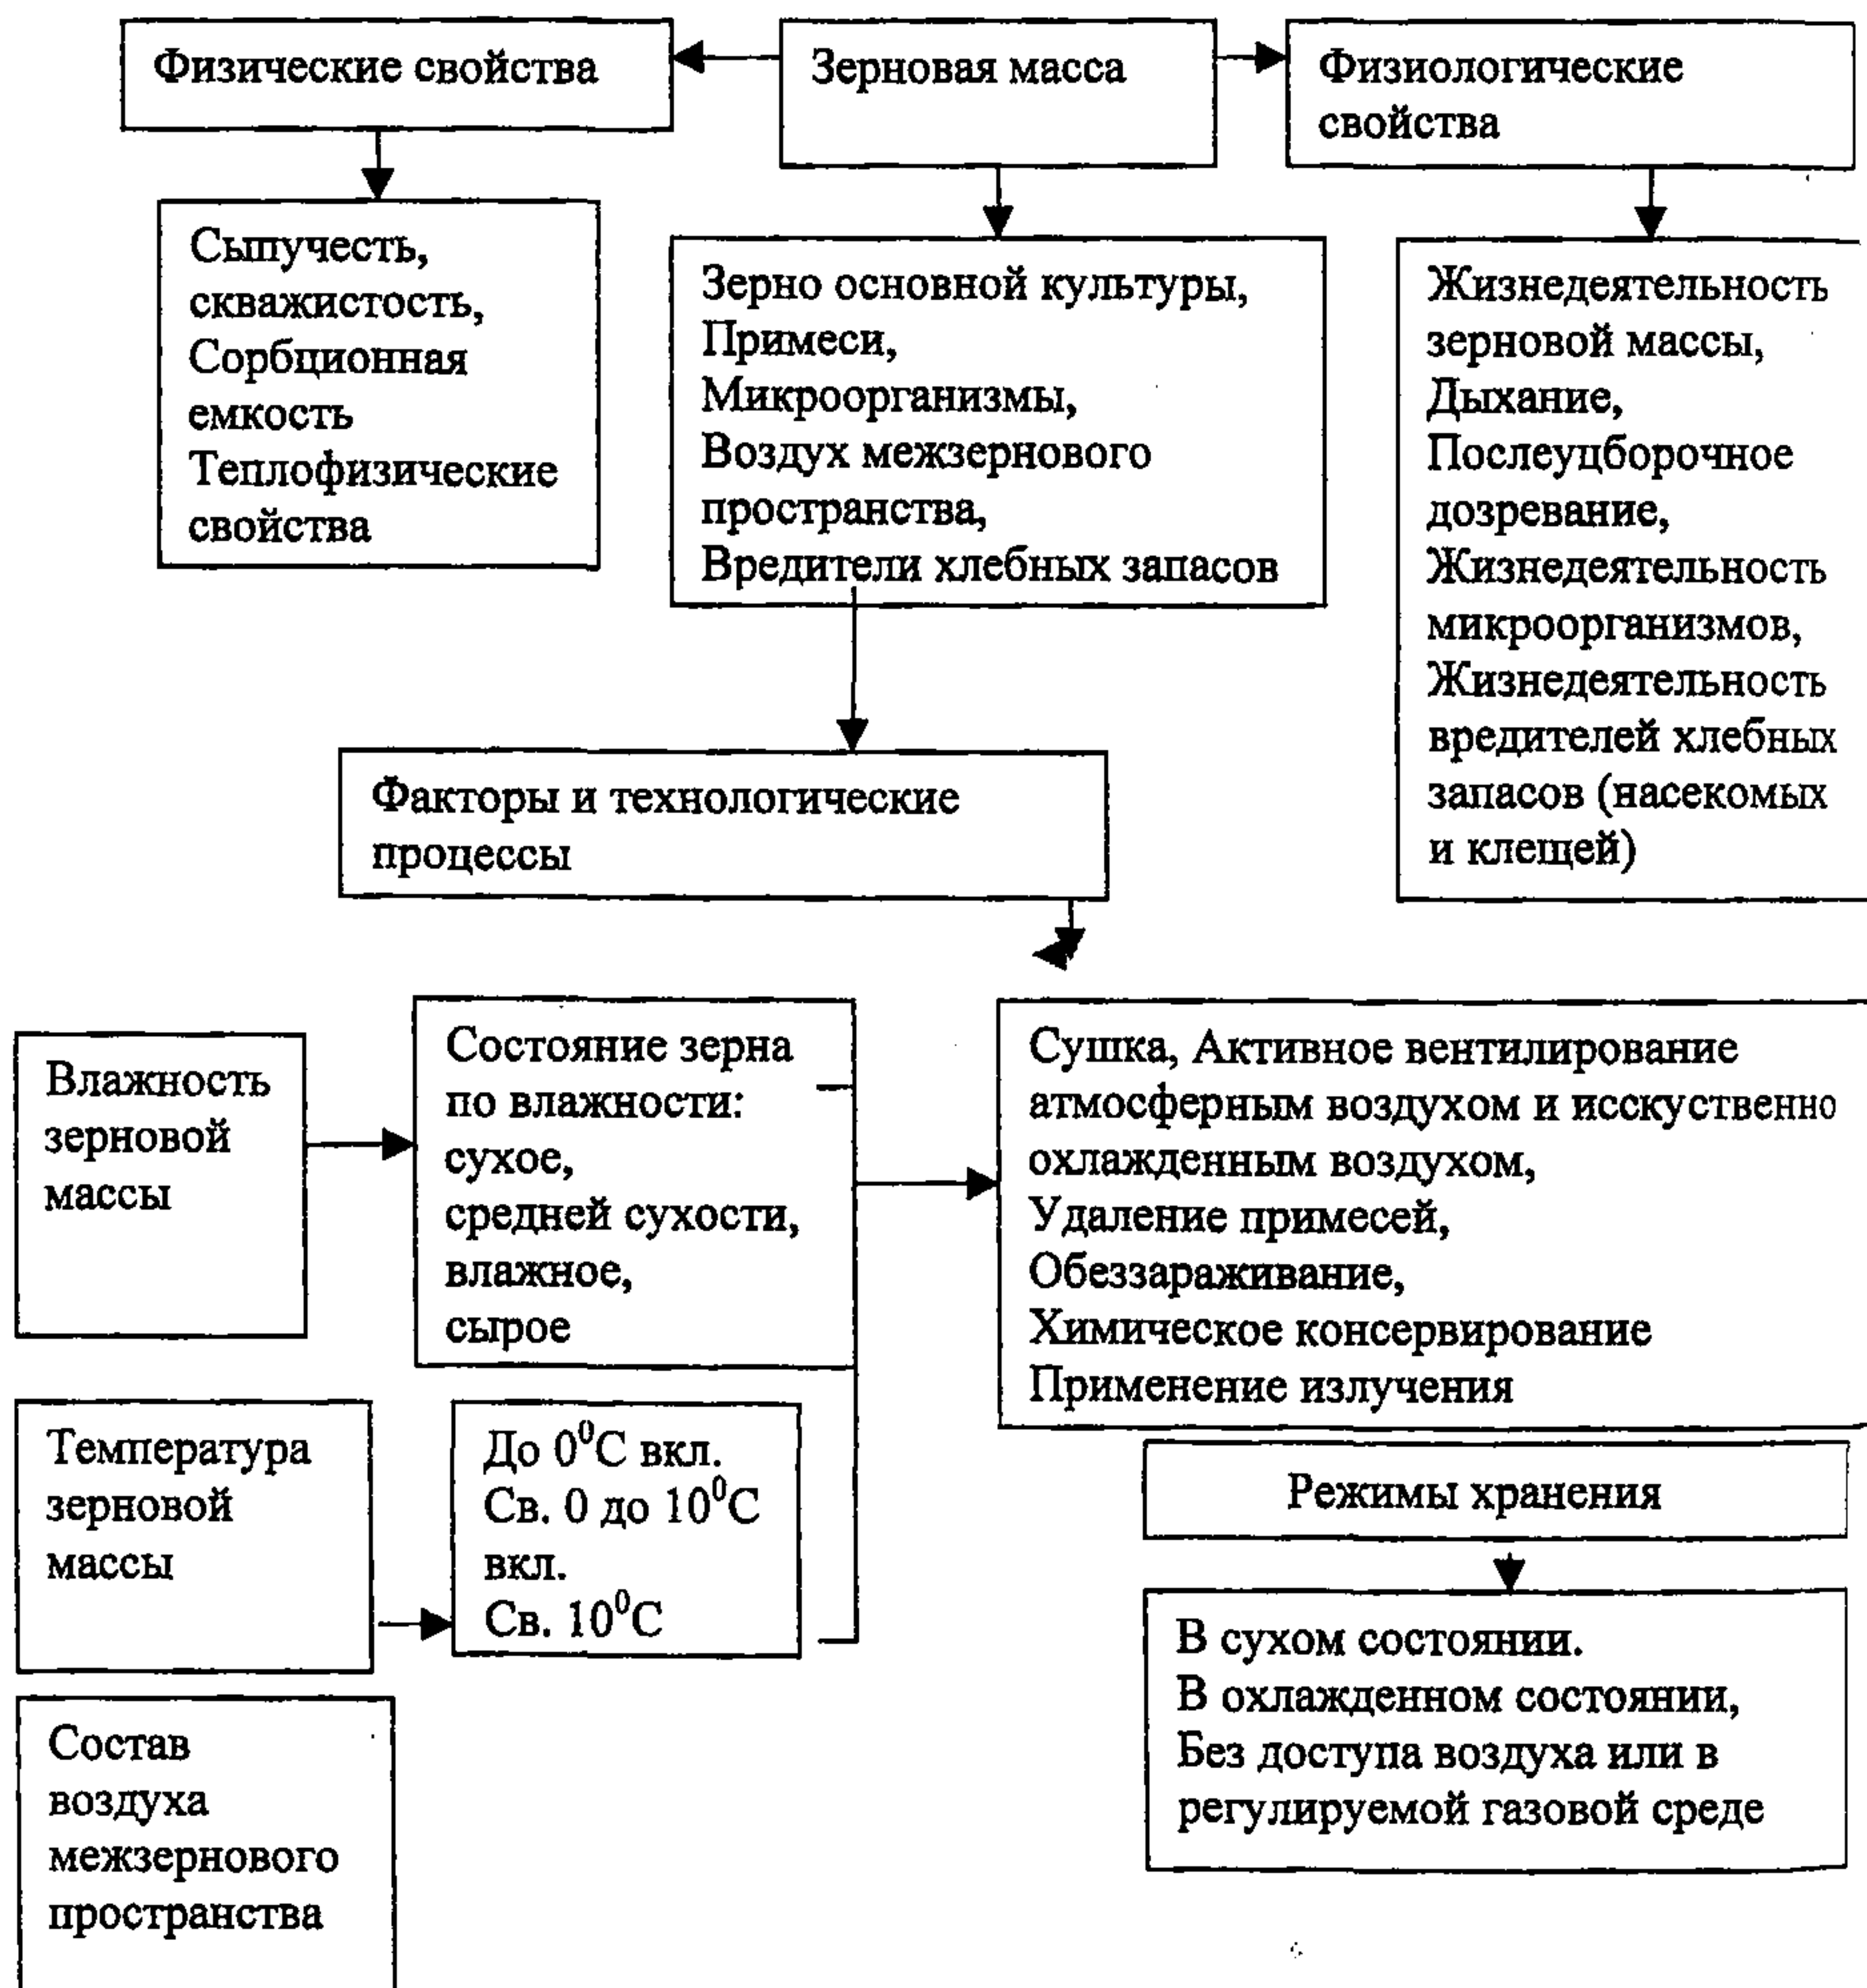 Физические свойства
Зерновая масса
Физиологические
свойства
Сыпучесть,
скважистость,
Сорбционная
емкость
Теплофизические
свойства
Зерно основной культуры,
Примеси,
Микроорганизмы,
Воздух межзернового
пространства,
Вредители хлебных запасов
Жизнедеятельность
зерновой массы,
Дыхание,
Послеуцборочное
дозревание,
Жизнедеятельность
микроорганизмов,
Жизнедеятельность
вредителей хлебных
запасов (насекомых
и клещей)
Факторы и технологические
процессы
Влажность
зерновой
массы
Состояние зерна
по влажности:
сухое,
средней сухости,
влажное,
сырое
Сушка, Активное вентилирование
атмосферным воздухом и исскуственно
охлажденным воздухом,
Удаление примесей,
Обеззараживание,
Химическое консервирование
Применение излучения
Температура
зерновой
массы
До 0⁰С вкл.
Св. 0 до 10⁰С
вкл.
Св. 10⁰С
Режимы хранения
В сухом состоянии.
В охлажденном состоянии,
Без доступа воздуха или в
регулируемой газовой среде
Состав
воздуха
межзернового
пространства